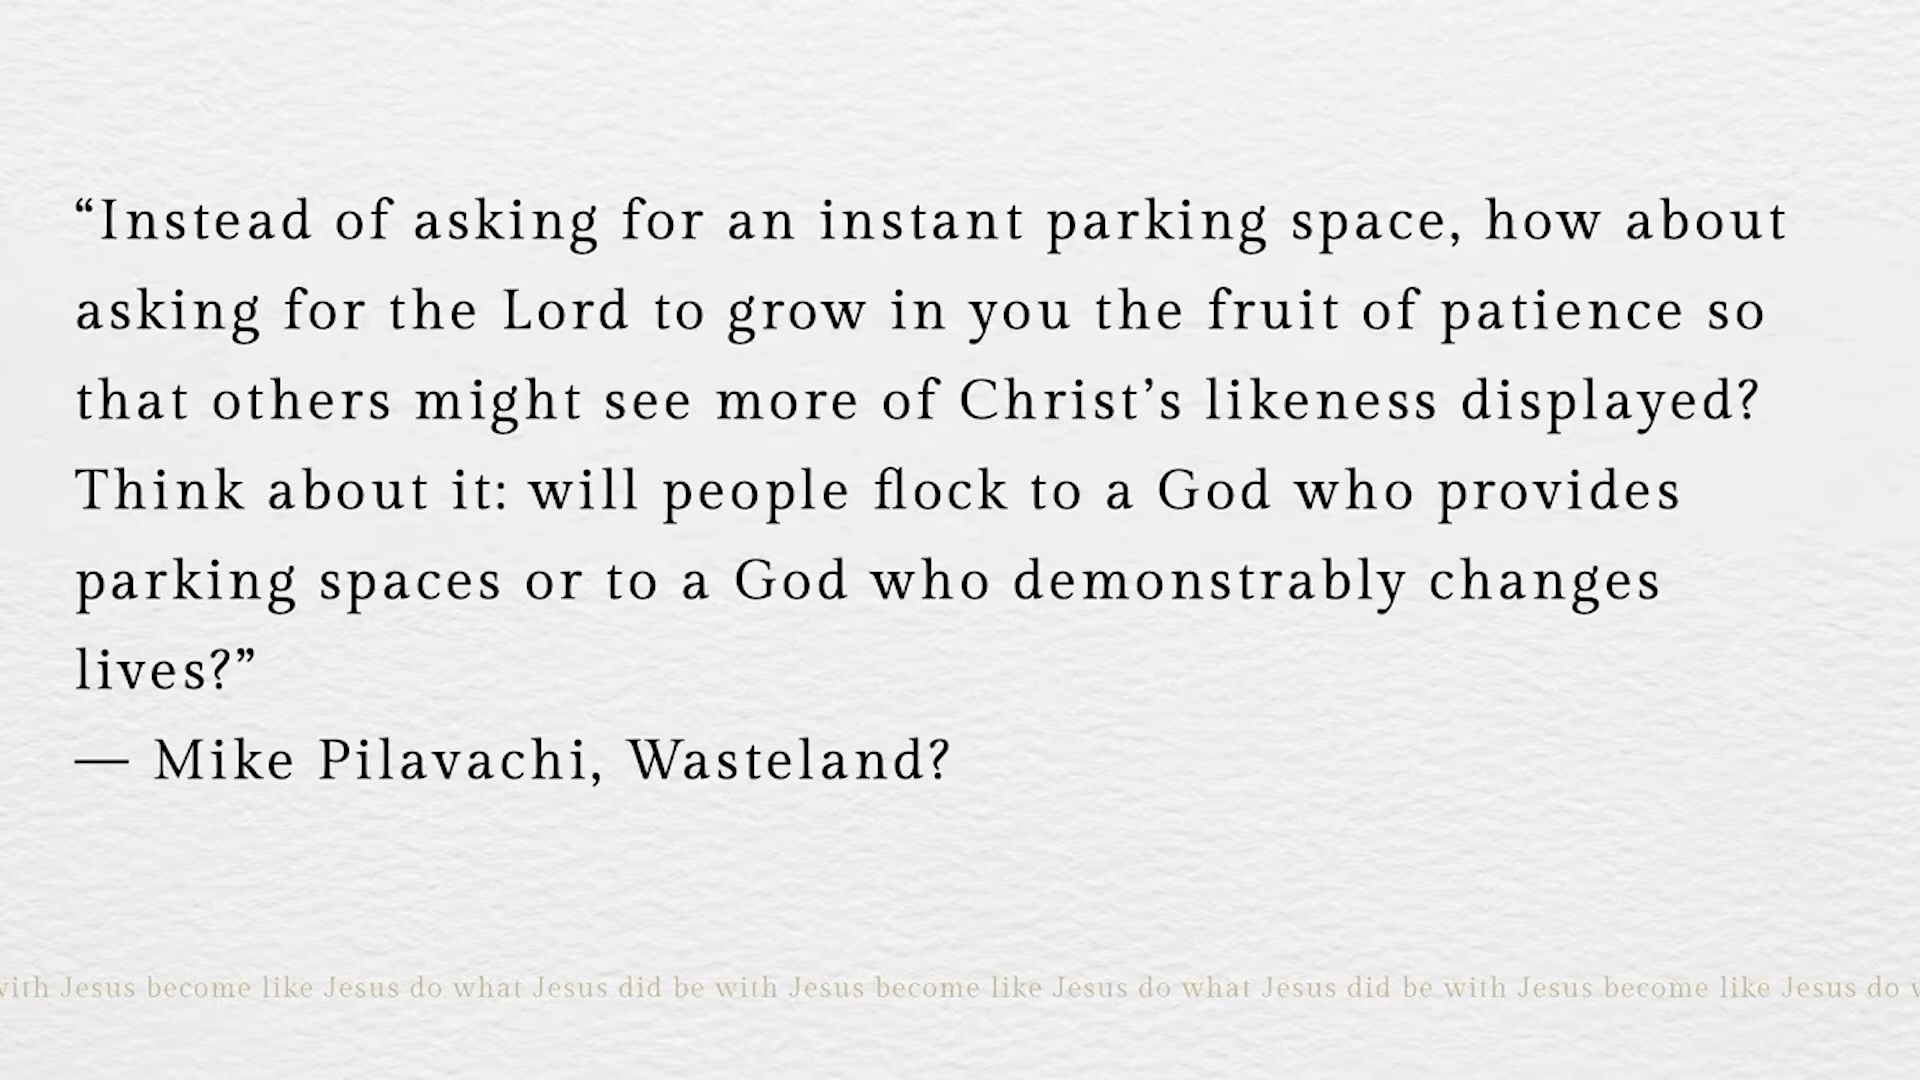 “Instead of asking for an instant parking space, how about
asking for the Lord to grow in you the fruit of patience so
that others might see more of Christ’s likeness displayed?
Think about it: will people flock to a God who provides
parking spaces or to a God who demonstrably changes
lives?”
— Mike Pilavachi, Wasteland?
with Jesus become like Jesus do what Jesus did be with Jesus become like Jesus do what Jesus did be with Jesus become like Jesus do